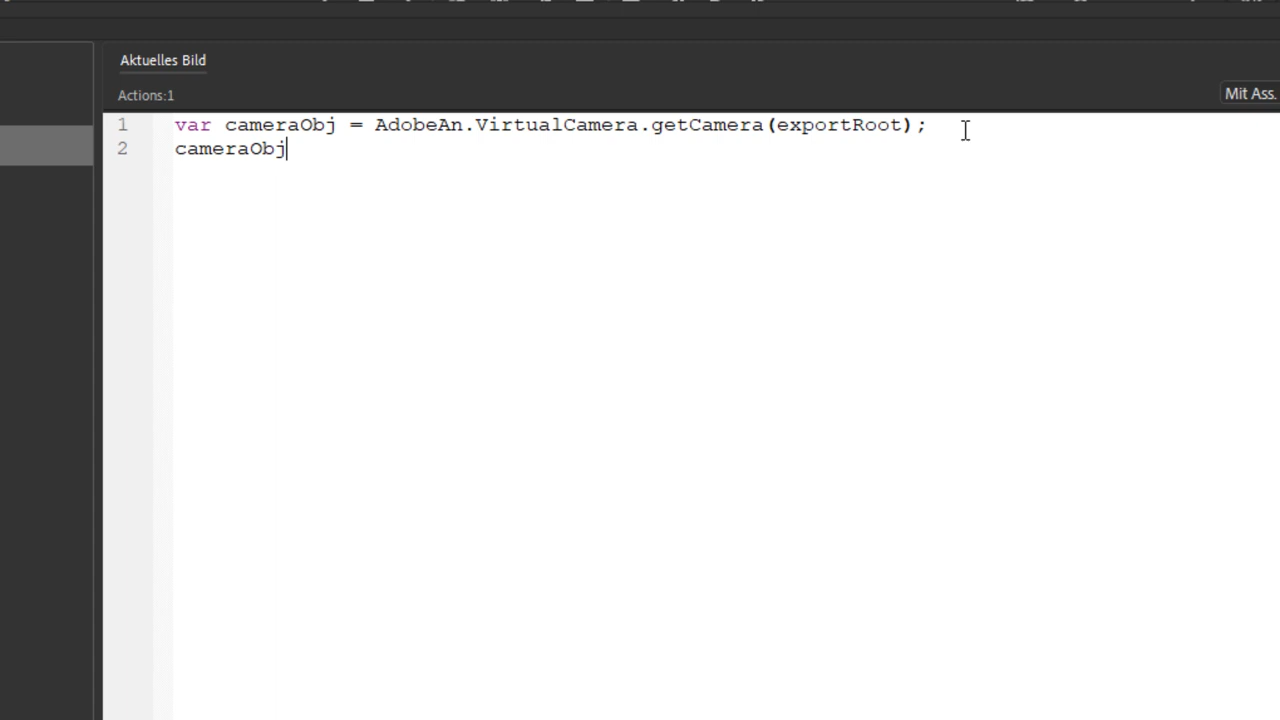 Aktuelles Bild
Actions:1
Mit Ass.
1 var cameraObj = AdobeAn.VirtualCamera.getCamera(exportRoot);
2 cameraObj